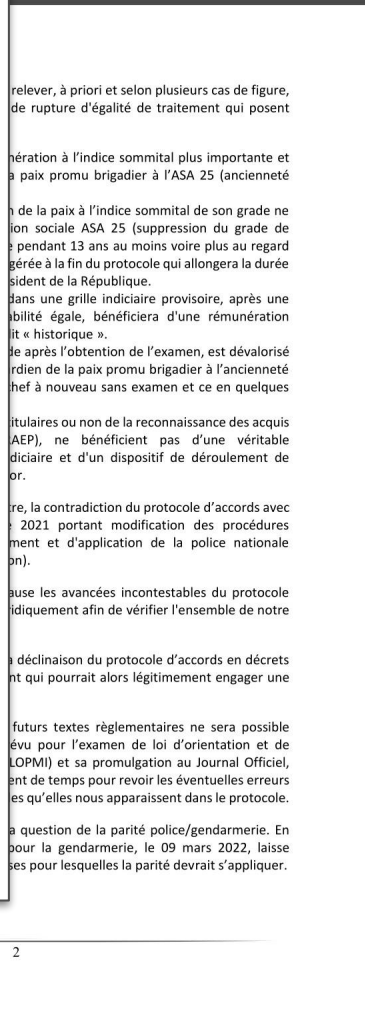 relever, à priori et selon plusieurs cas de figure,
de rupture d'égalité de traitement qui posent
nération à l'indice sommital plus importante et
a paix promu brigadier à l'ASA 25 (ancienneté
n de la paix à l'indice sommital de son grade ne
ion sociale ASA 25 (suppression du grade de
e pendant 13 ans au moins voire plus au regard
gérée à la fin du protocole qui allongera la durée
sident de la République.
dans une grille indiciaire provisoire, après une
abilité égale, bénéficiera d'une rémunération
dit « historique ».
de après l'obtention de l'examen, est dévalorisé
rdien de la paix promu brigadier à l'ancienneté
hef à nouveau sans examen et ce en quelques
titulaires ou non de la reconnaissance des acquis
AEP), ne bénéficient pas d'une véritable
diciaire et d'un dispositif de déroulement de
or.
re, la contradiction du protocole d'accords avec
e 2021 portant modification des procédures
ment et d'application de la police nationale
on).
ause les avancées incontestables du protocole
ridiquement afin de vérifier l'ensemble de notre
a déclinaison du protocole d'accords en décrets
nt qui pourrait alors légitimement engager une
futurs textes règlementaires ne sera possible
évu pour l'examen de loi d'orientation et de
LOPMI) et sa promulgation au Journal Officiel,
ent de temps pour revoir les éventuelles erreurs
es qu'elles nous apparaissent dans le protocole.
a question de la parité police/gendarmerie. En
pour la gendarmerie, le 09 mars 2022, laisse
ses pour lesquelles la parité devrait s'appliquer.
2